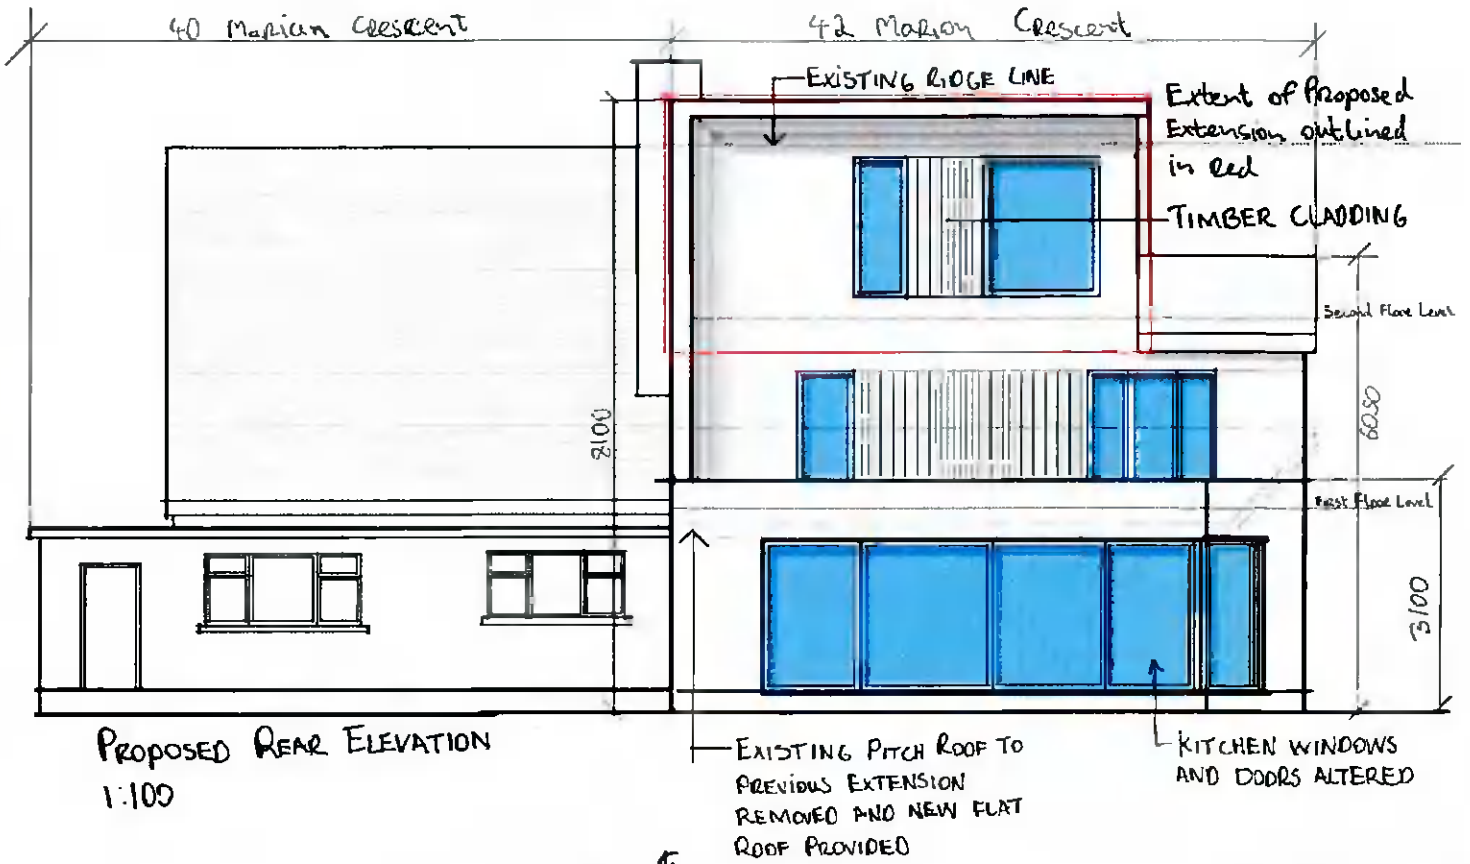 40 Marian Crescent
42 Marion Crescent
EXISTING RIDGE LINE
Extent of Proposed
Extension outlined
in Red
TIMBER CLADDING
Second Floor Level
8100
6050
First Floor Level
3100
PROPOSED REAR ELEVATION
1:100
EXISTING PITCH ROOF TO
PREVIOUS EXTENSION
REMOVED AND NEW FLAT
ROOF PROVIDED
KITCHEN WINDOWS
AND DOORS ALTERED